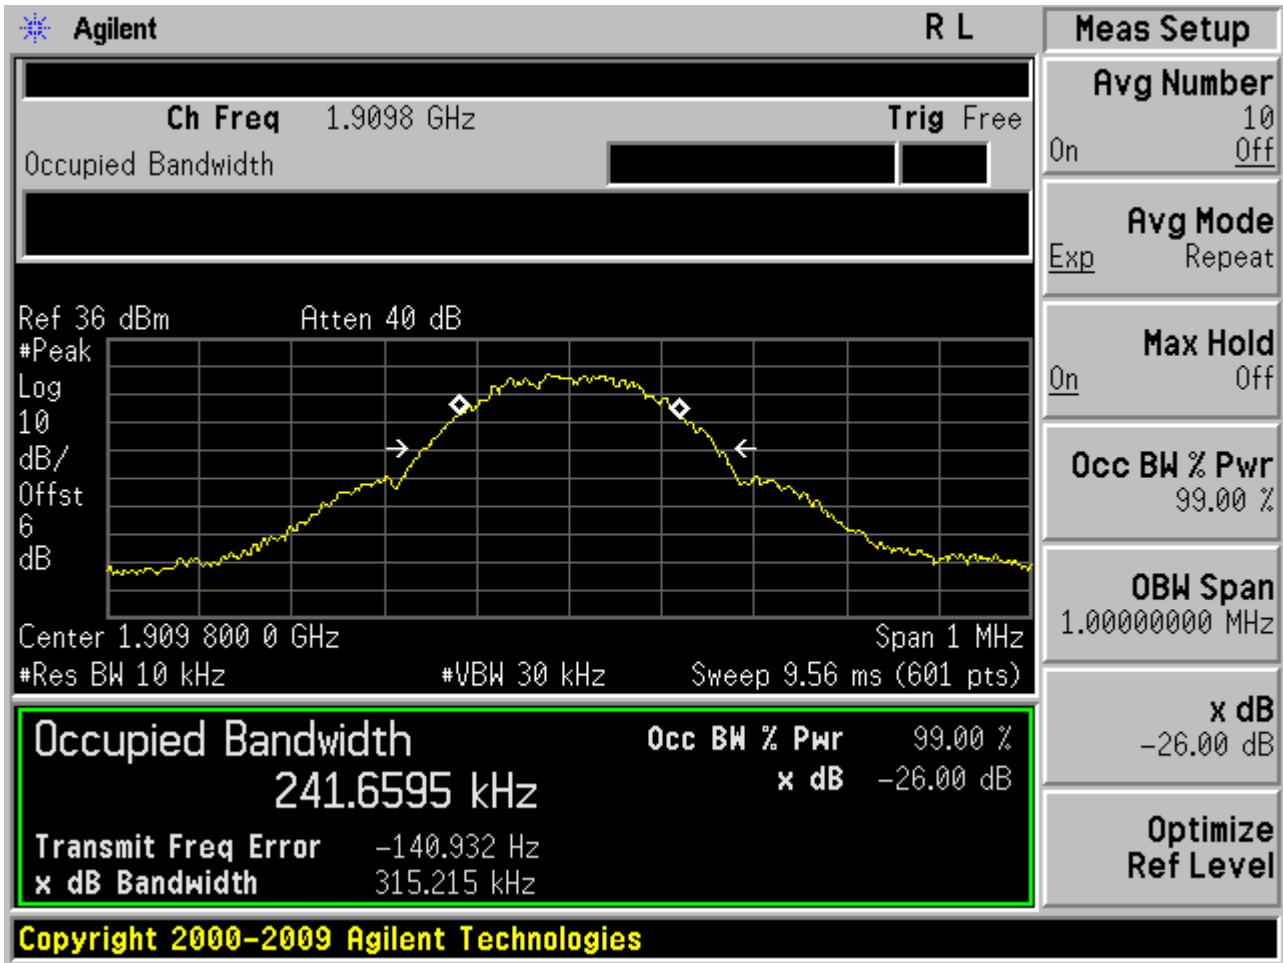 Agilent R L
Ch Freq 1.9098 GHz Trig Free
Occupied Bandwidth
Ref 36 dBm Atten 40 dB
#Peak
Log
10
dB/
Offst
6
dB
Center 1.909 800 0 GHz Span 1 MHz
#Res BW 10 kHz #VBW 30 kHz Sweep 9.56 ms (601 pts)
Occupied Bandwidth
241.6595 kHz
Occ BW % Pwr 99.00 %
x dB -26.00 dB
Transmit Freq Error -140.932 Hz
x dB Bandwidth 315.215 kHz
Meas Setup
Avg Number
10
On Off
Avg Mode
Exp Repeat
Max Hold
On Off
Occ BW % Pwr
99.00 %
OBW Span
1.00000000 MHz
x dB
-26.00 dB
Optimize
Ref Level
Copyright 2000-2009 Agilent Technologies